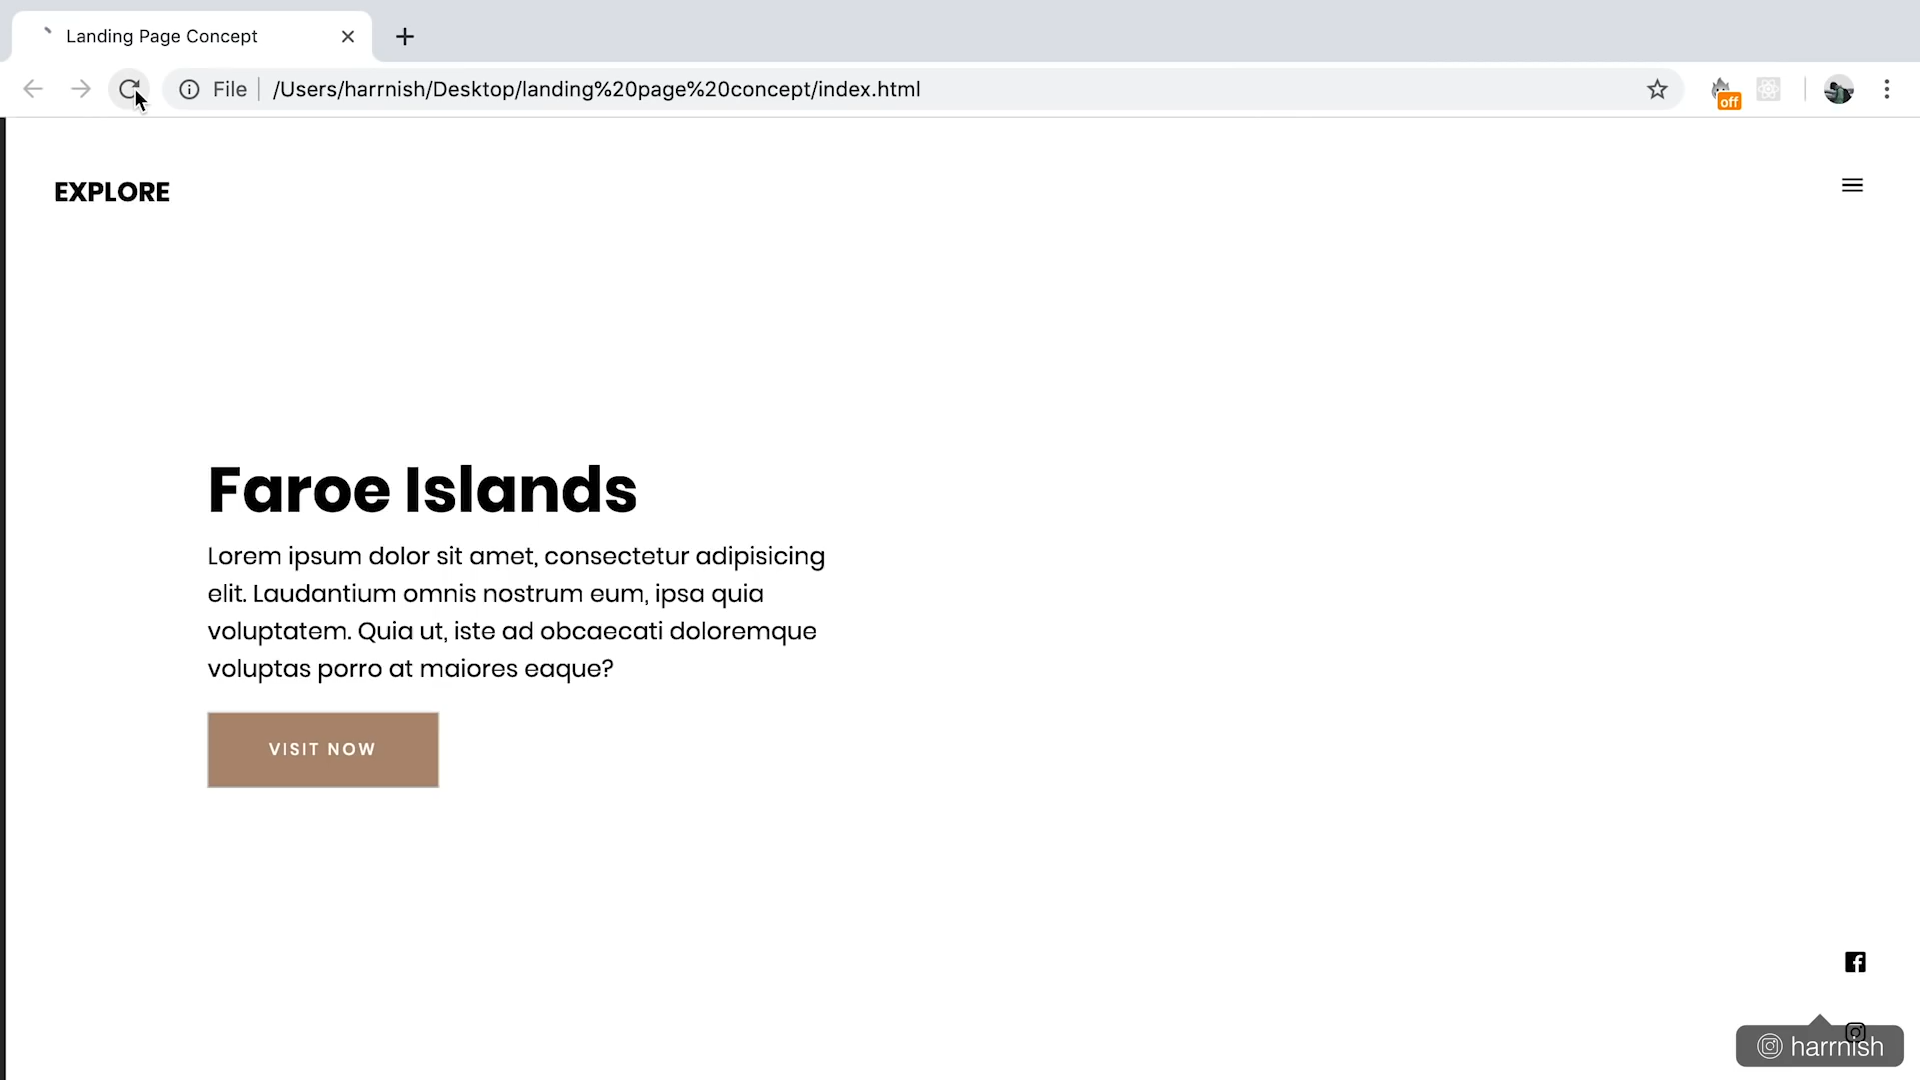 Landing Page Concept
File
/Users/harrnish/Desktop/landing%20page%20concept/index.html
off
EXPLORE
Faroe Islands
Lorem ipsum dolor sit amet, consectetur adipisicing
elit. Laudantium omnis nostrum eum, ipsa quia
voluptatem. Quia ut, iste ad obcaecati doloremque
voluptas porro at maiores eaque?
VISIT NOW
harrnish